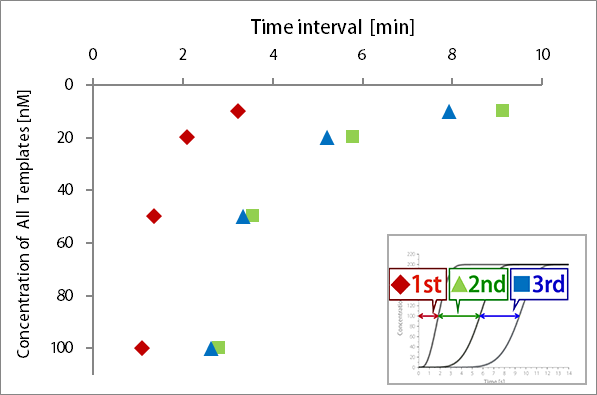 Time interval [min]
0 2 4 6 8 10
Concentration of All Templates [nM]
0
20
40
60
80
100
1st 2nd 3rd
Time [s]